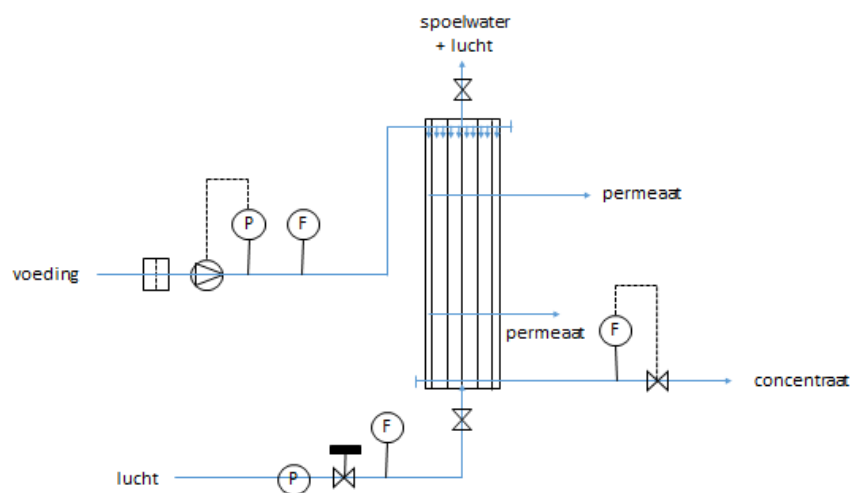 spoelwater
+ lucht
permeaat
P
F
voeding
permeaat
F
concentraat
F
lucht
P